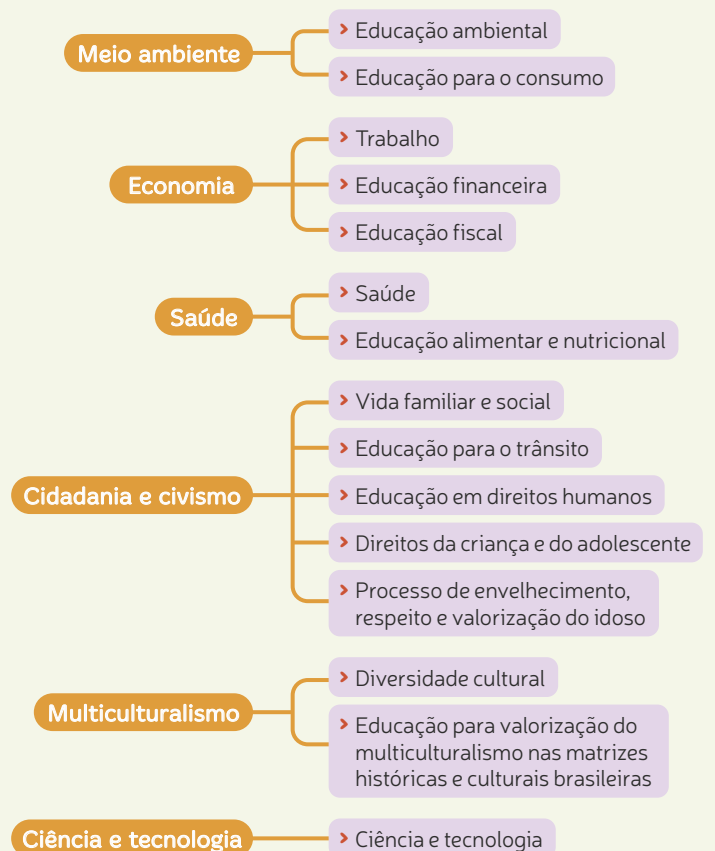 Meio ambiente
> Educação ambiental
> Educação para o consumo
Economia
> Trabalho
> Educação financeira
> Educação fiscal
Saúde
> Saúde
> Educação alimentar e nutricional
Cidadania e civismo
> Vida familiar e social
> Educação para o trânsito
> Educação em direitos humanos
> Direitos da criança e do adolescente
> Processo de envelhecimento,
respeito e valorização do idoso
Multiculturalismo
> Diversidade cultural
> Educação para valorização do
multiculturalismo nas matrizes
históricas e culturais brasileiras
Ciência e tecnologia
> Ciência e tecnologia